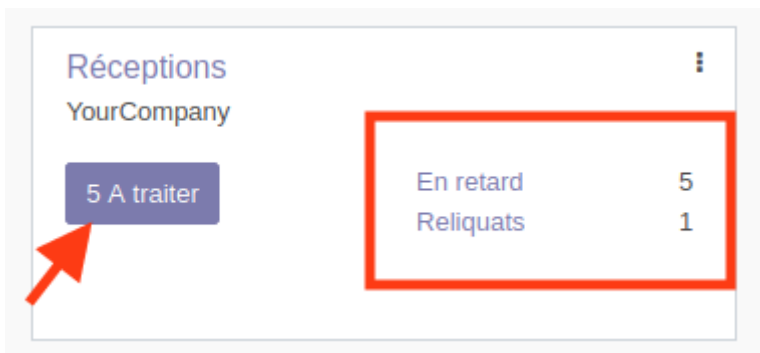 Réceptions
YourCompany
5 A traiter
En retard 5
Reliquats 1